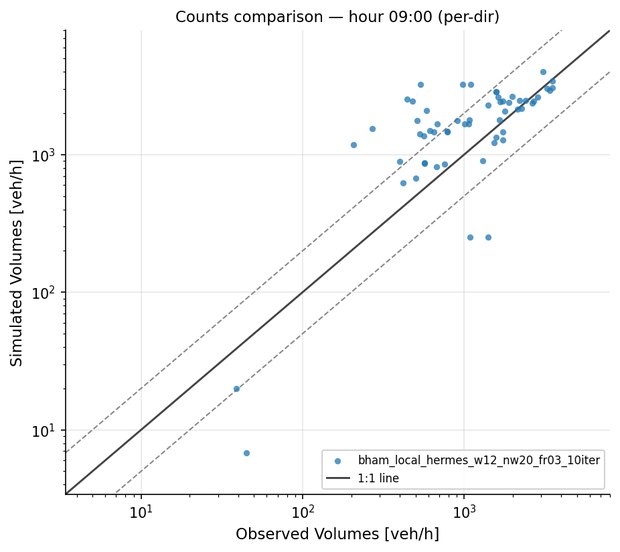 Counts comparison — hour 09:00 (per-dir)
Simulated Volumes [veh/h]
10³
10²
10¹
10¹
10²
10³
Observed Volumes [veh/h]
bham_local_hermes_w12_nw20_fr03_10iter
1:1 line